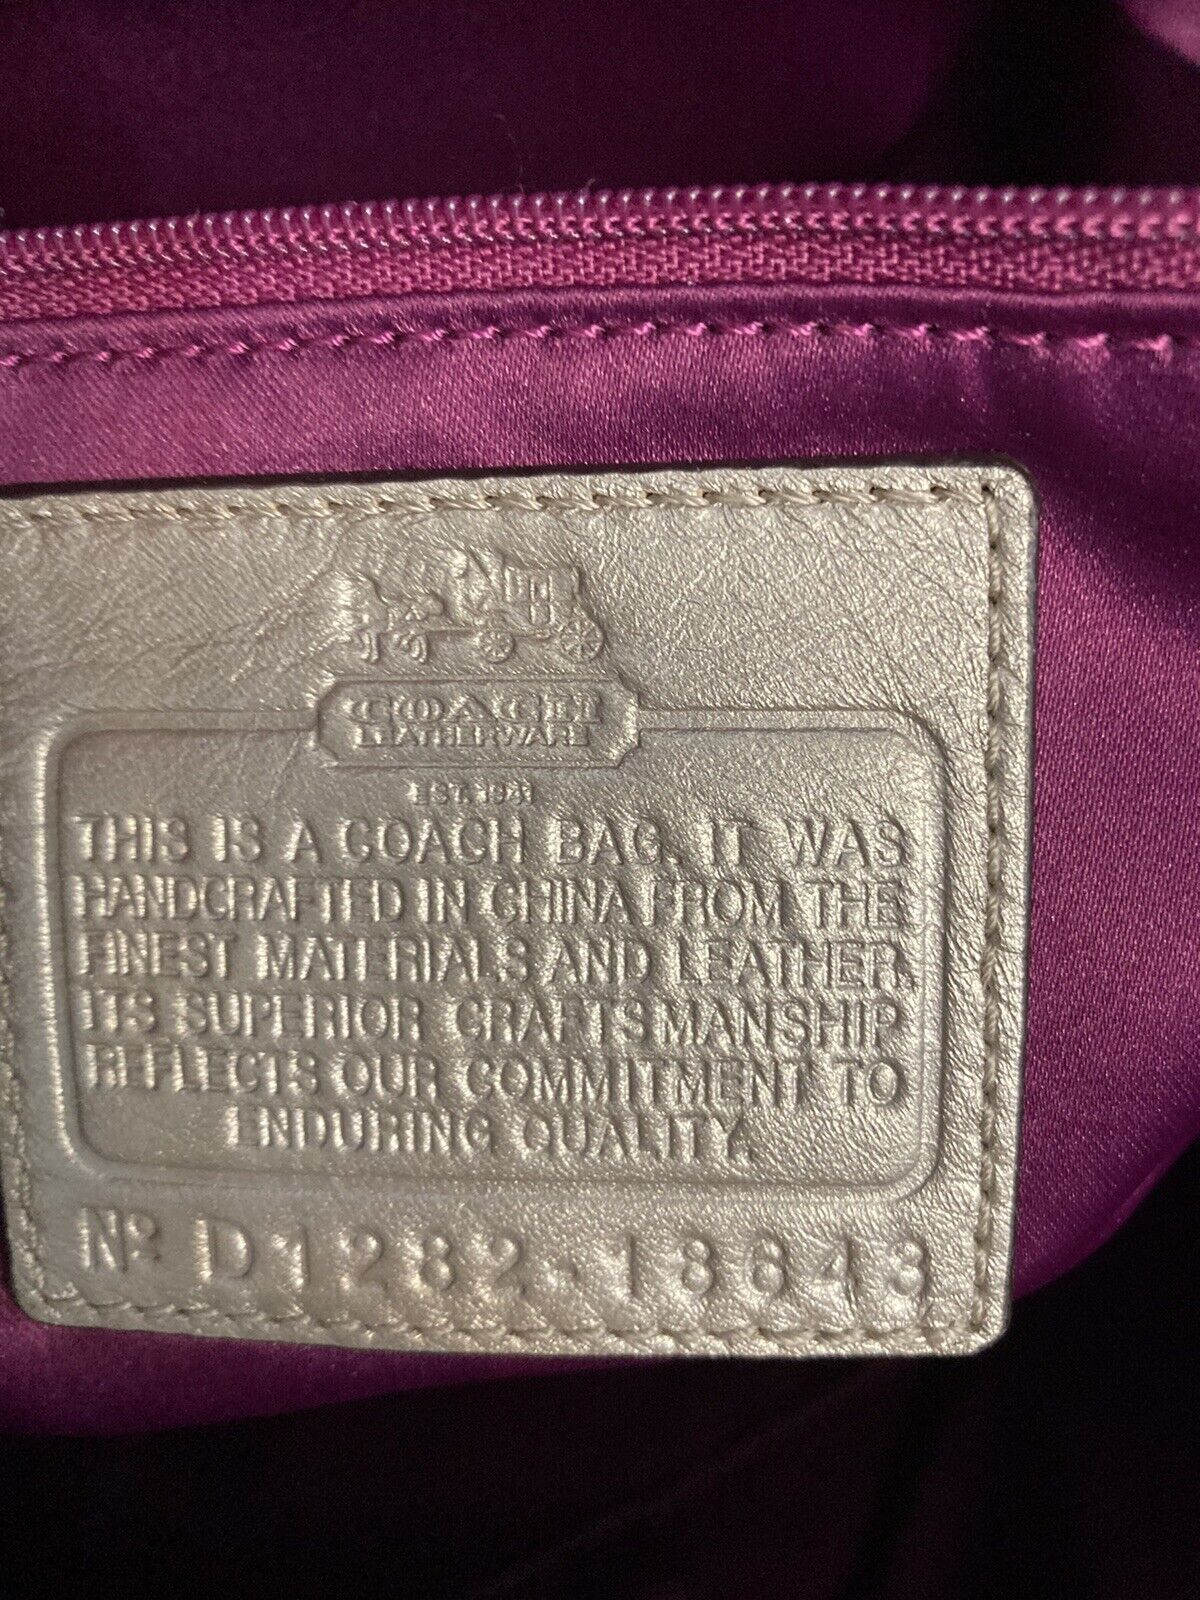 COACH
LEATHERWARE
EST. 1941
THIS IS A COACH BAG. IT WAS
HANDCRAFTED IN CHINA FROM THE
FINEST MATERIALS AND LEATHER.
ITS SUPERIOR CRAFTSMANSHIP
REFLECTS OUR COMMITMENT TO
ENDURING QUALITY.
Nº D1282-18643